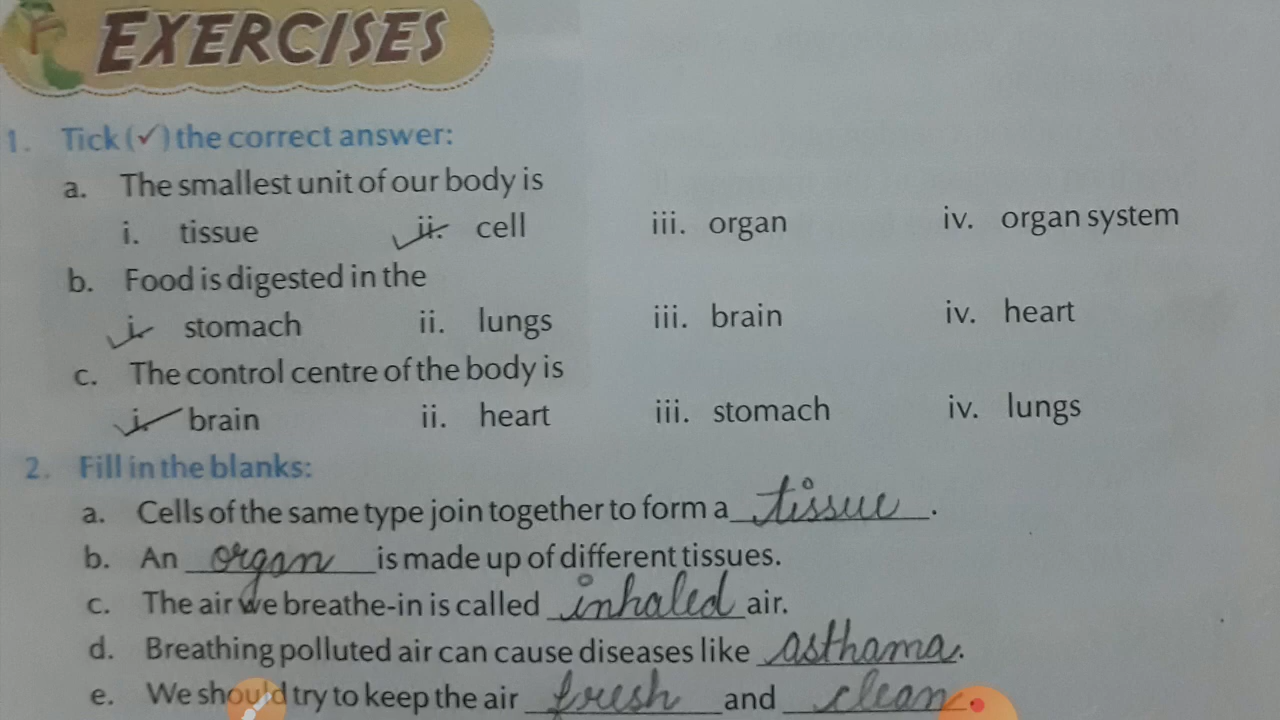 EXERCISES
1. Tick (✓) the correct answer:
a. The smallest unit of our body is
i. tissue ii. cell iii. organ iv. organ system
b. Food is digested in the
i. stomach ii. lungs iii. brain iv. heart
c. The control centre of the body is
i. brain ii. heart iii. stomach iv. lungs
2. Fill in the blanks:
a. Cells of the same type join together to form a tissue.
b. An organ is made up of different tissues.
c. The air we breathe-in is called inhaled air.
d. Breathing polluted air can cause diseases like asthama.
e. We should try to keep the air fresh and clean.